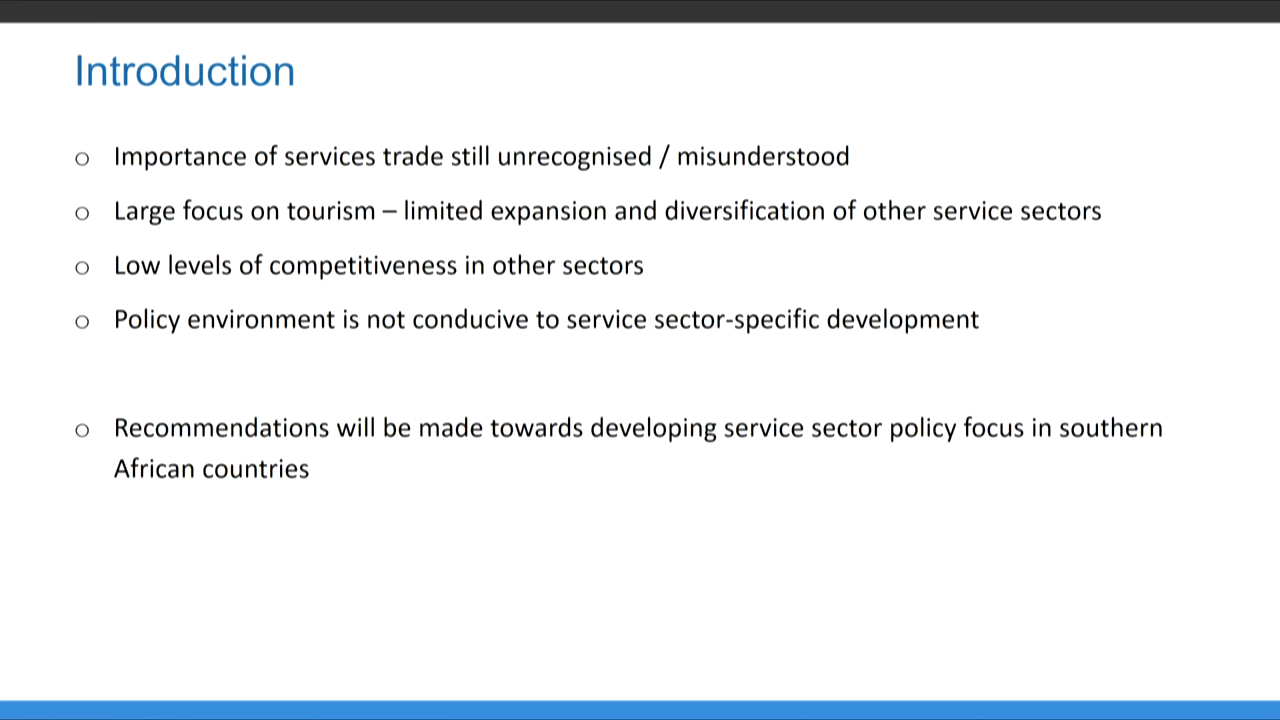 Introduction
o Importance of services trade still unrecognised / misunderstood
o Large focus on tourism – limited expansion and diversification of other service sectors
o Low levels of competitiveness in other sectors
o Policy environment is not conducive to service sector-specific development
o Recommendations will be made towards developing service sector policy focus in southern
African countries